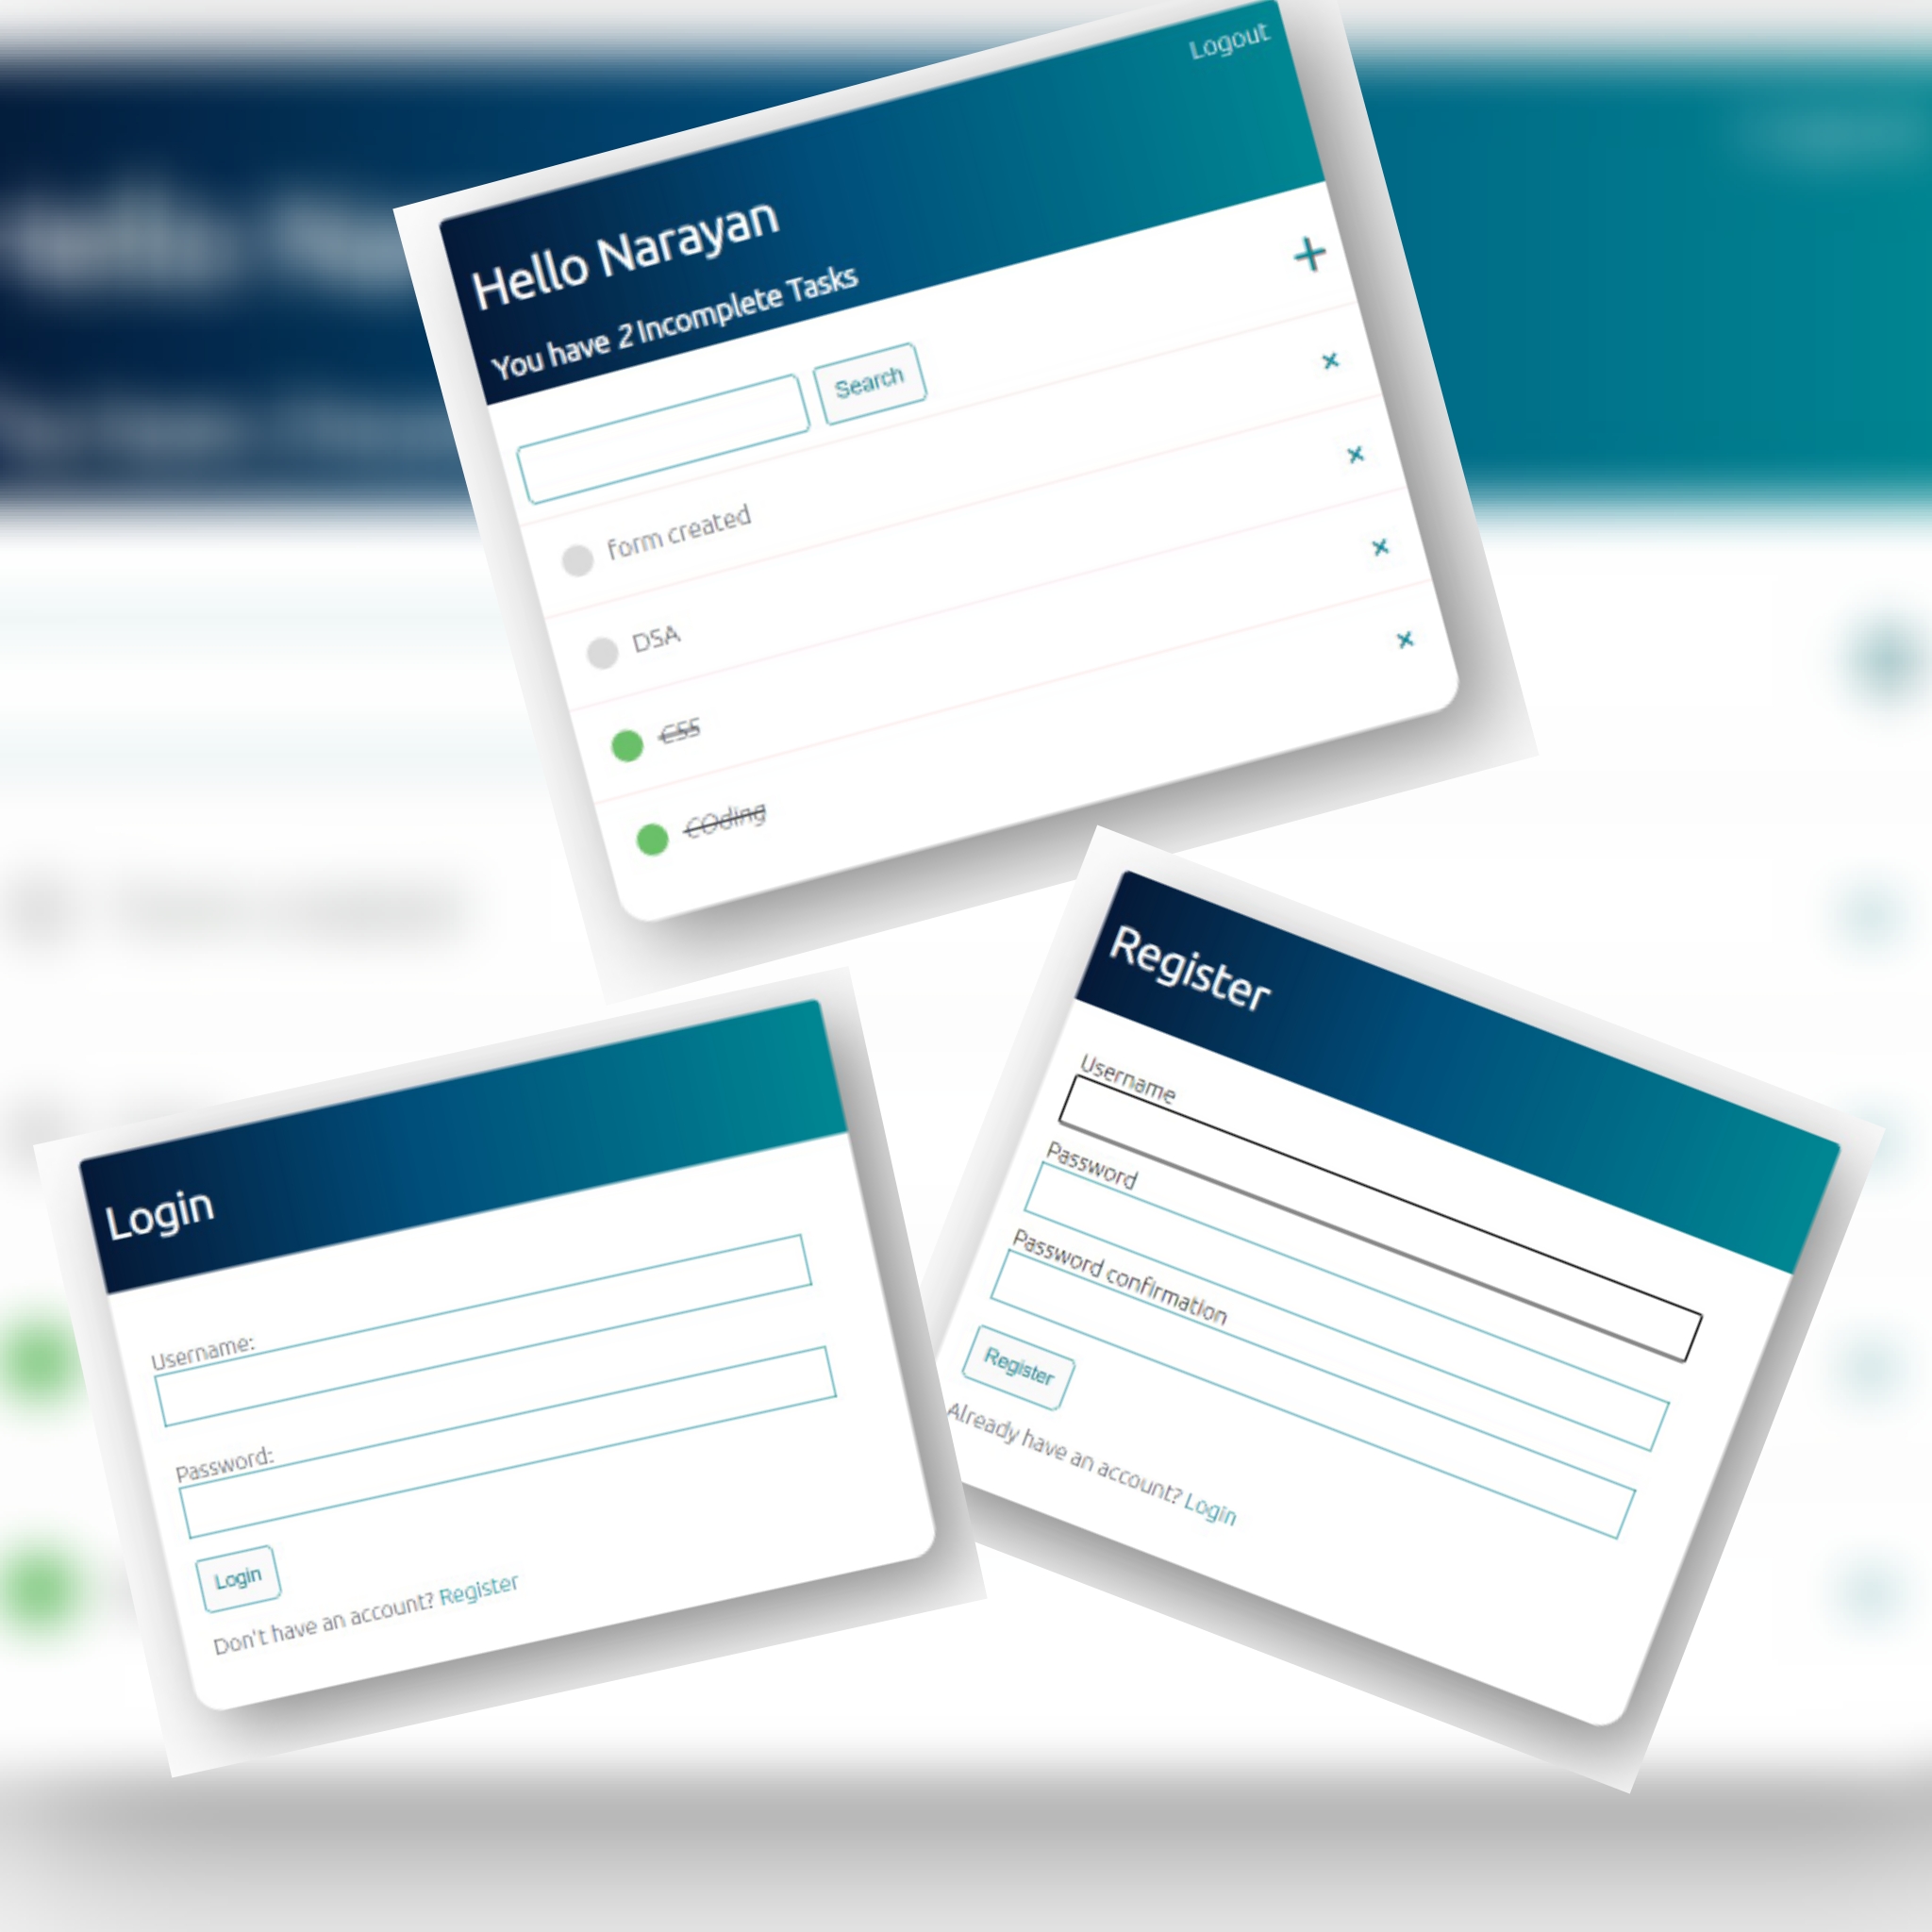 Logout
Hello Narayan
You have 2 Incomplete Tasks
Search
form created
DSA
CSS
COding
Login
Username:
Password:
Login
Don't have an account? Register
Register
Username
Password
Password confirmation
Register
Already have an account? Login